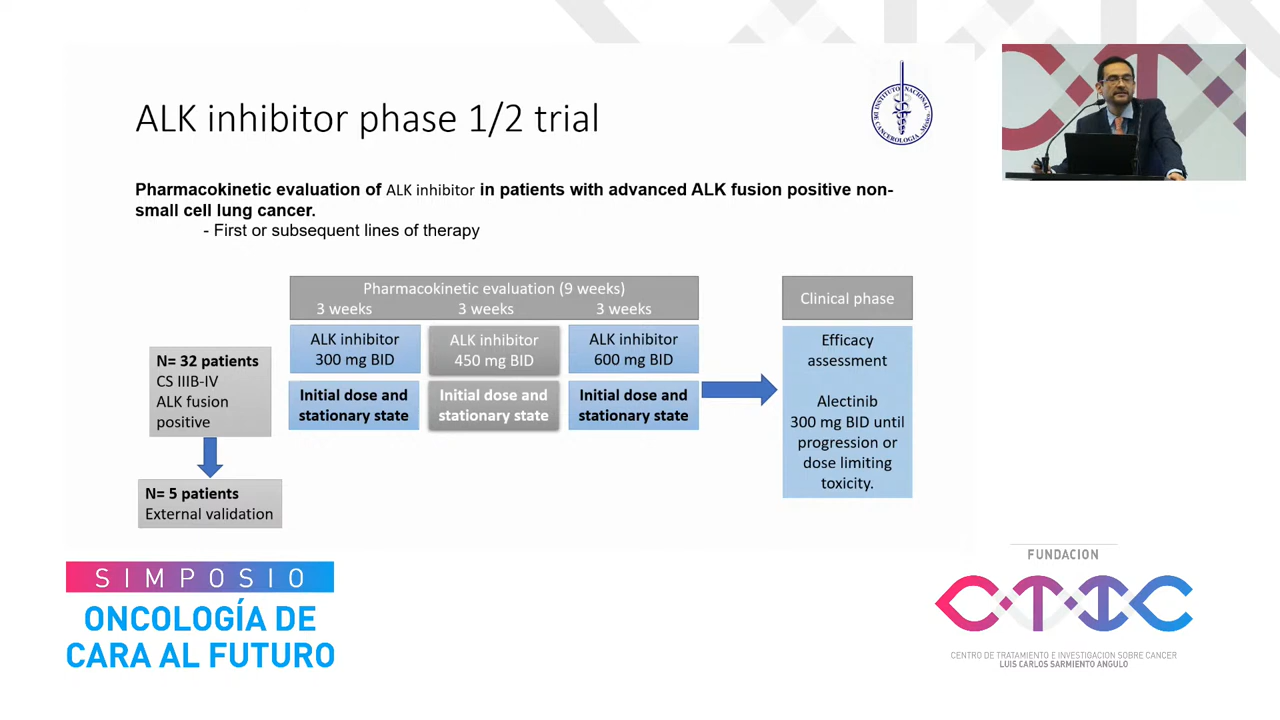 ALK inhibitor phase 1/2 trial
INSTITUTO NACIONAL
DE CANCEROLOGIA - Mexico
Pharmacokinetic evaluation of ALK inhibitor in patients with advanced ALK fusion positive non-
small cell lung cancer.
- First or subsequent lines of therapy
Pharmacokinetic evaluation (9 weeks)
3 weeks 3 weeks 3 weeks
ALK inhibitor
300 mg BID
ALK inhibitor
450 mg BID
ALK inhibitor
600 mg BID
Initial dose and
stationary state
Initial dose and
stationary state
Initial dose and
stationary state
Clinical phase
Efficacy
assessment
Alectinib
300 mg BID until
progression or
dose limiting
toxicity.
N= 32 patients
CS IIIB-IV
ALK fusion
positive
N= 5 patients
External validation
SIMPOSIO
ONCOLOGÍA DE
CARA AL FUTURO
FUNDACION
CTIC
CENTRO DE TRATAMIENTO E INVESTIGACION SOBRE CANCER
LUIS CARLOS SARMIENTO ANGULO